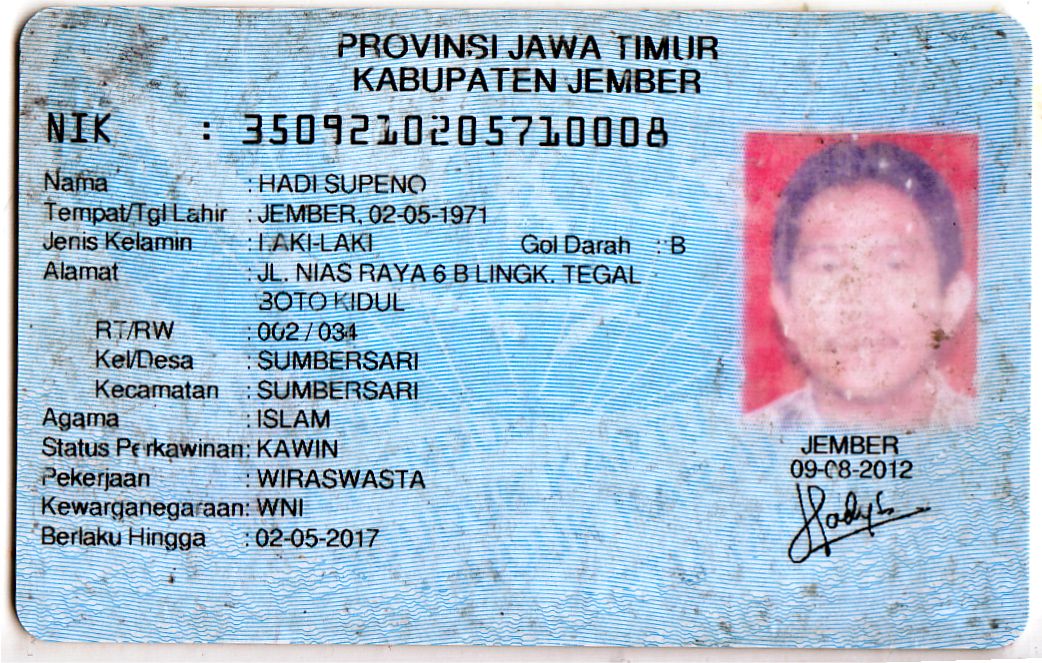 PROVINSI JAWA TIMUR
KABUPATEN JEMBER
NIK : 3509210205710008
Nama : HADI SUPENO
Tempat/Tgl Lahir : JEMBER, 02-05-1971
Jenis Kelamin : LAKI-LAKI Gol Darah : B
Alamat : JL. NIAS RAYA 6 B LINGK. TEGAL
BOTO KIDUL
RT/RW : 002 / 034
Kel/Desa : SUMBERSARI
Kecamatan : SUMBERSARI
Agama : ISLAM
Status Perkawinan: KAWIN
Pekerjaan : WIRASWASTA
Kewarganegaraan: WNI
Berlaku Hingga : 02-05-2017
JEMBER
09-08-2012